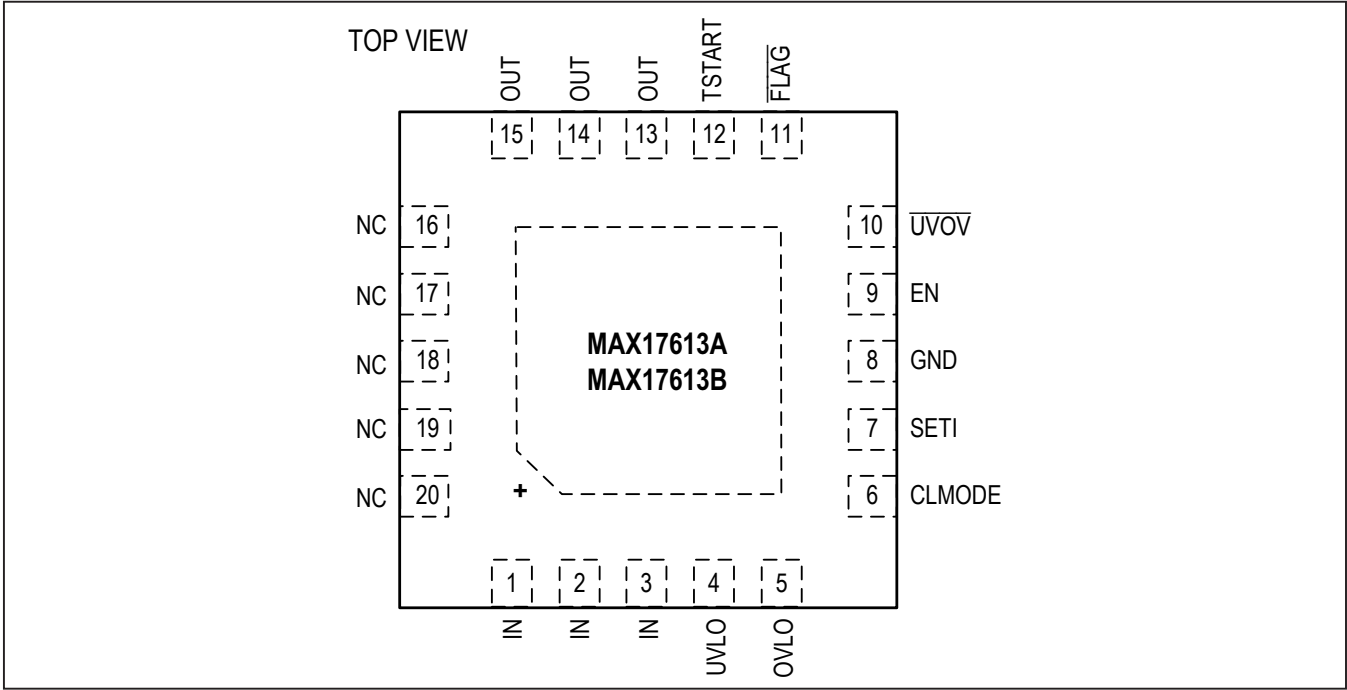 TOP VIEW
OUT
OUT
OUT
TSTART
FLAG
15
14
13
12
11
NC 16
10 UVOV
NC 17
9 EN
MAX17613A
NC 18
8 GND
MAX17613B
NC 19
7 SETI
NC 20
+
6 CLMODE
1
2
3
4
5
IN
IN
IN
UVLO
OVLO